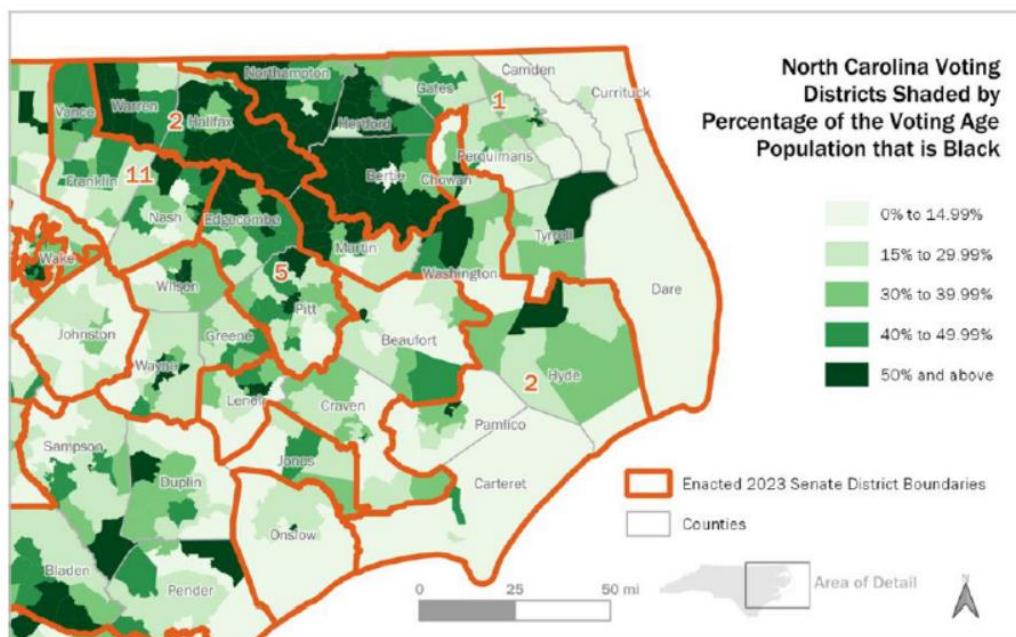 North Carolina Voting
Districts Shaded by
Percentage of the Voting Age
Population that is Black
0% to 14.99%
15% to 29.99%
30% to 39.99%
40% to 49.99%
50% and above
Enacted 2023 Senate District Boundaries
Counties
Area of Detail
N
0 25 50 mi
Northampton
Camden
Gates
Currituck
Vance
Warren
1
2
Halifax
Hertford
Perquimans
Franklin
11
Bertie
Chowan
Nash
Edgecombe
Tyrrell
Martin
Wake
5
Washington
Wilson
Dare
Pitt
Johnston
Greene
Beaufort
Wayne
2
Hyde
Lenoir
Craven
Pamlico
Sampson
Jones
Duplin
Carteret
Onslow
Bladen
Pender